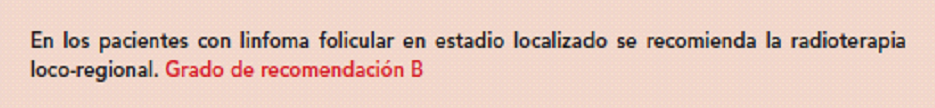 En los pacientes con linfoma folicular en estadio localizado se recomienda la radioterapia
loco-regional. Grado de recomendación B